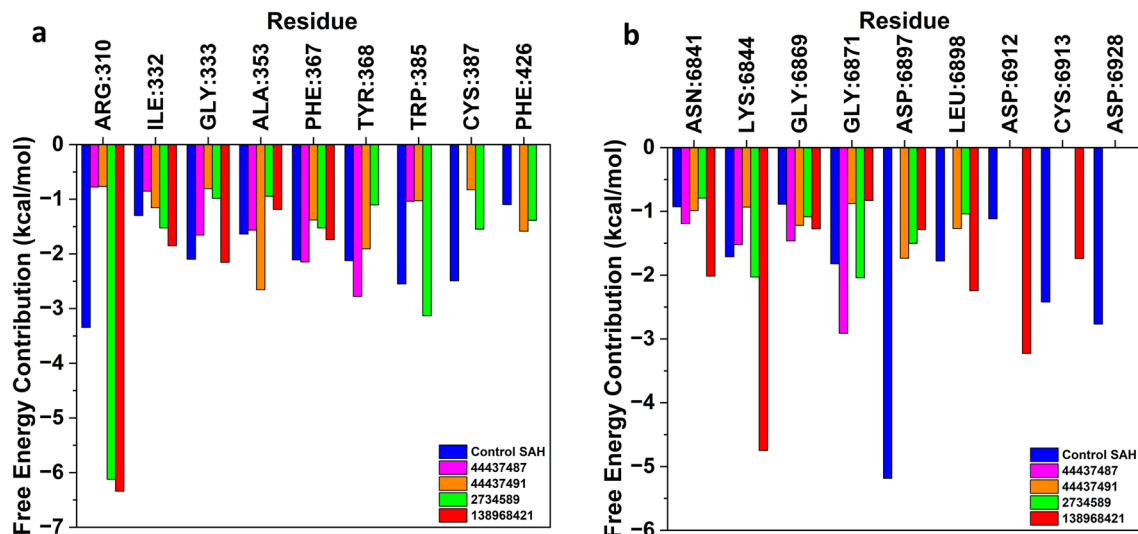 a
Residue
ARG:310
ILE:332
GLY:333
ALA:353
PHE:367
TYR:368
TRP:385
CYS:387
PHE:426
Free Energy Contribution (kcal/mol)
0
−1
−2
−3
−4
−5
−6
−7
Control SAH
44437487
44437491
2734589
138968421
b
Residue
ASN:6841
LYS:6844
GLY:6869
GLY:6871
ASP:6897
LEU:6898
ASP:6912
CYS:6913
ASP:6928
Free Energy Contribution (kcal/mol)
0
−1
−2
−3
−4
−5
−6
Control SAH
44437487
44437491
2734589
138968421